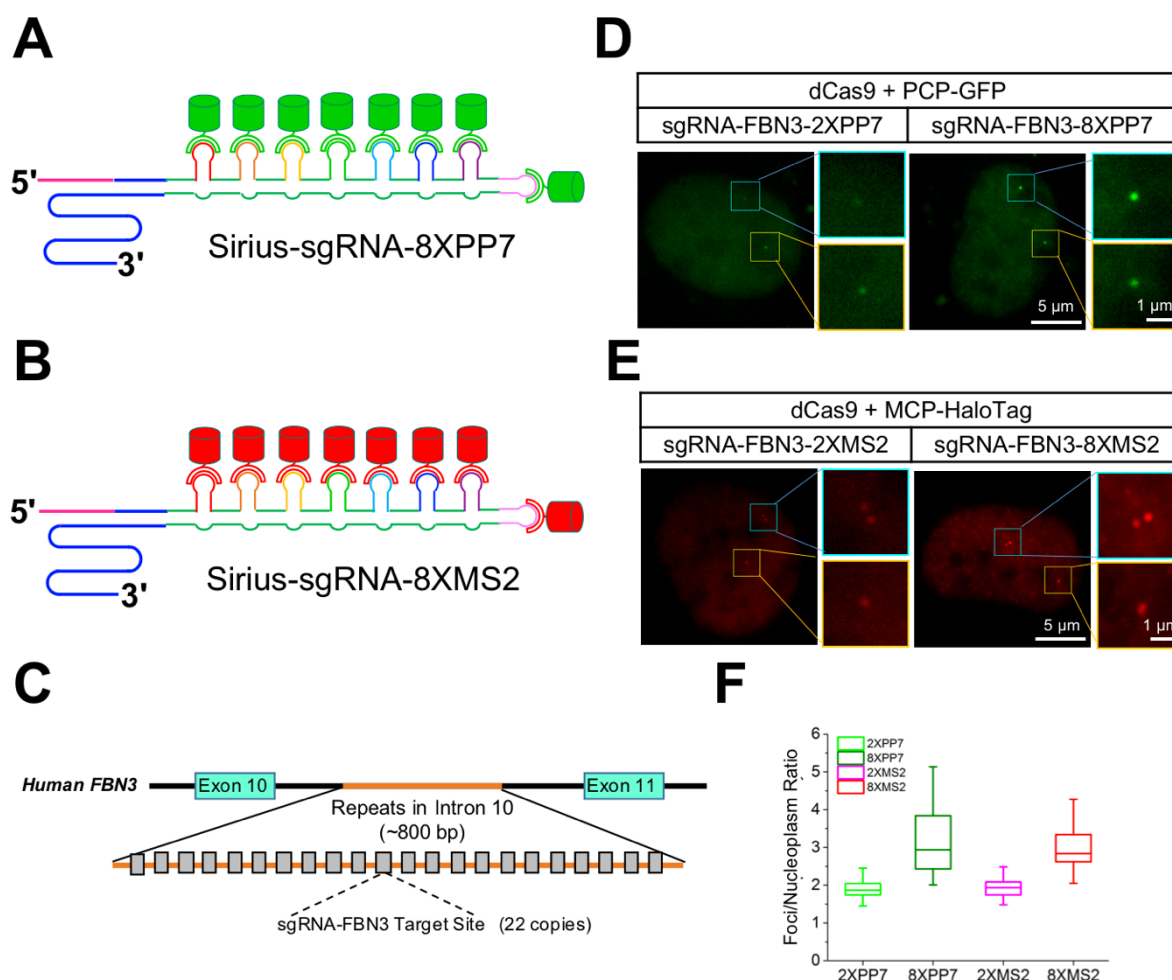 A
5'
3'
Sirius-sgRNA-8XPP7
B
5'
3'
Sirius-sgRNA-8XMS2
C
Human FBN3
Exon 10
Exon 11
Repeats in Intron 10
(~800 bp)
sgRNA-FBN3 Target Site (22 copies)
D
dCas9 + PCP-GFP
sgRNA-FBN3-2XPP7
sgRNA-FBN3-8XPP7
5 µm
1 µm
E
dCas9 + MCP-HaloTag
sgRNA-FBN3-2XMS2
sgRNA-FBN3-8XMS2
5 µm
1 µm
F
Foci/Nucleoplasm Ratio
6
5
4
3
2
1
0
2XPP7
8XPP7
2XMS2
8XMS2
2XPP7 8XPP7 2XMS2 8XMS2